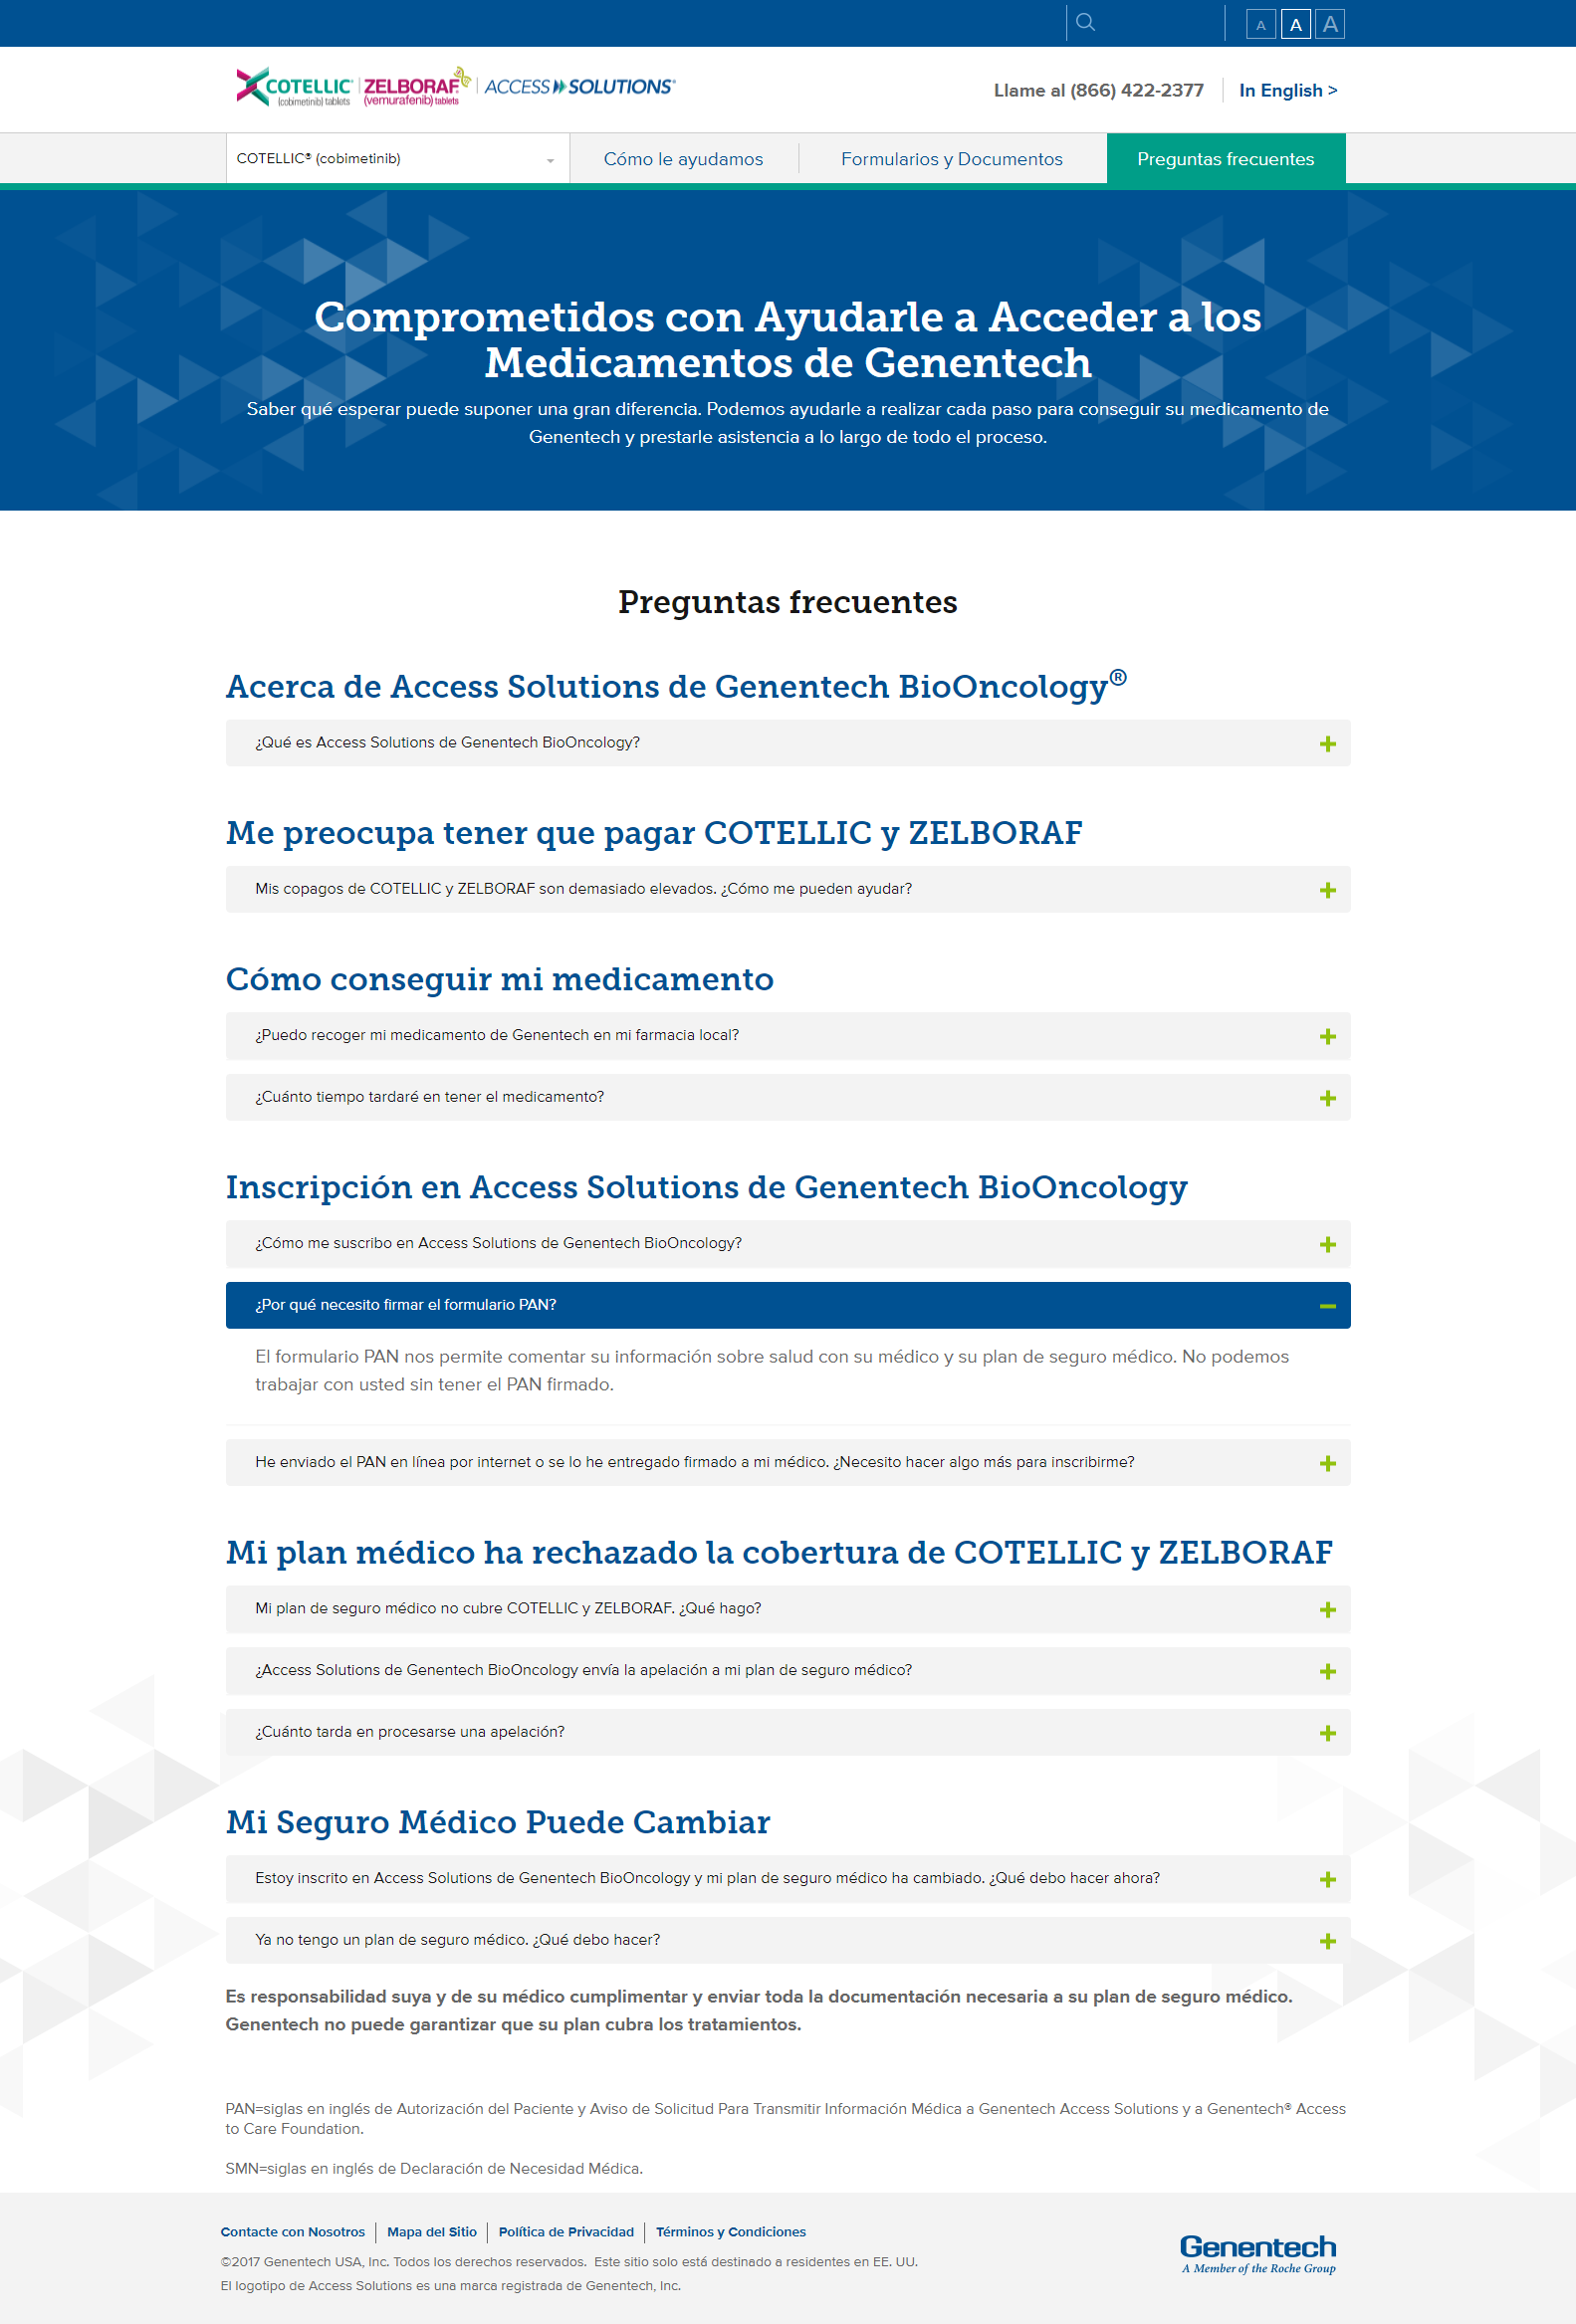 A A A
COTELLIC® (cobimetinib) tablets
ZELBORAF® (vemurafenib) tablets
ACCESS SOLUTIONS®
Llame al (866) 422-2377
In English >
COTELLIC® (cobimetinib)
Cómo le ayudamos
Formularios y Documentos
Preguntas frecuentes
Comprometidos con Ayudarle a Acceder a los
Medicamentos de Genentech
Saber qué esperar puede suponer una gran diferencia. Podemos ayudarle a realizar cada paso para conseguir su medicamento de
Genentech y prestarle asistencia a lo largo de todo el proceso.
Preguntas frecuentes
Acerca de Access Solutions de Genentech BioOncology®
¿Qué es Access Solutions de Genentech BioOncology?
Me preocupa tener que pagar COTELLIC y ZELBORAF
Mis copagos de COTELLIC y ZELBORAF son demasiado elevados. ¿Cómo me pueden ayudar?
Cómo conseguir mi medicamento
¿Puedo recoger mi medicamento de Genentech en mi farmacia local?
¿Cuánto tiempo tardaré en tener el medicamento?
Inscripción en Access Solutions de Genentech BioOncology
¿Cómo me suscribo en Access Solutions de Genentech BioOncology?
¿Por qué necesito firmar el formulario PAN?
El formulario PAN nos permite comentar su información sobre salud con su médico y su plan de seguro médico. No podemos
trabajar con usted sin tener el PAN firmado.
He enviado el PAN en línea por internet o se lo he entregado firmado a mi médico. ¿Necesito hacer algo más para inscribirme?
Mi plan médico ha rechazado la cobertura de COTELLIC y ZELBORAF
Mi plan de seguro médico no cubre COTELLIC y ZELBORAF. ¿Qué hago?
¿Access Solutions de Genentech BioOncology envía la apelación a mi plan de seguro médico?
¿Cuánto tarda en procesarse una apelación?
Mi Seguro Médico Puede Cambiar
Estoy inscrito en Access Solutions de Genentech BioOncology y mi plan de seguro médico ha cambiado. ¿Qué debo hacer ahora?
Ya no tengo un plan de seguro médico. ¿Qué debo hacer?
Es responsabilidad suya y de su médico cumplimentar y enviar toda la documentación necesaria a su plan de seguro médico.
Genentech no puede garantizar que su plan cubra los tratamientos.
PAN=siglas en inglés de Autorización del Paciente y Aviso de Solicitud Para Transmitir Información Médica a Genentech Access Solutions y a Genentech® Access
to Care Foundation.
SMN=siglas en inglés de Declaración de Necesidad Médica.
Contacte con Nosotros | Mapa del Sitio | Política de Privacidad | Términos y Condiciones
©2017 Genentech USA, Inc. Todos los derechos reservados. Este sitio solo está destinado a residentes en EE. UU.
El logotipo de Access Solutions es una marca registrada de Genentech, Inc.
Genentech
A Member of the Roche Group